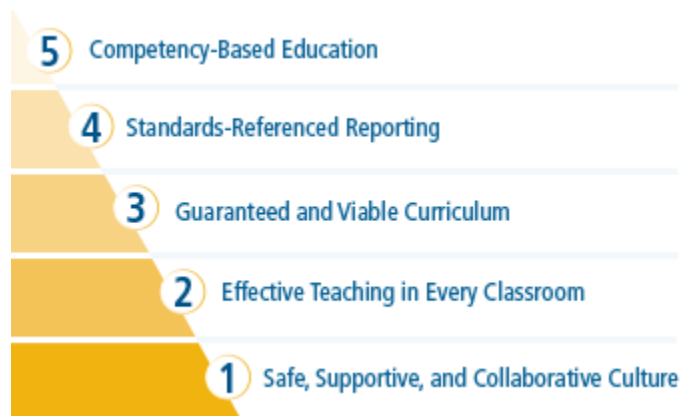 5 Competency-Based Education
4 Standards-Referenced Reporting
3 Guaranteed and Viable Curriculum
2 Effective Teaching in Every Classroom
1 Safe, Supportive, and Collaborative Culture